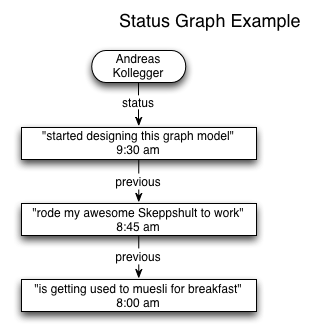 Status Graph Example
Andreas
Kollegger
status
"started designing this graph model"
9:30 am
previous
"rode my awesome Skeppshult to work"
8:45 am
previous
"is getting used to muesli for breakfast"
8:00 am